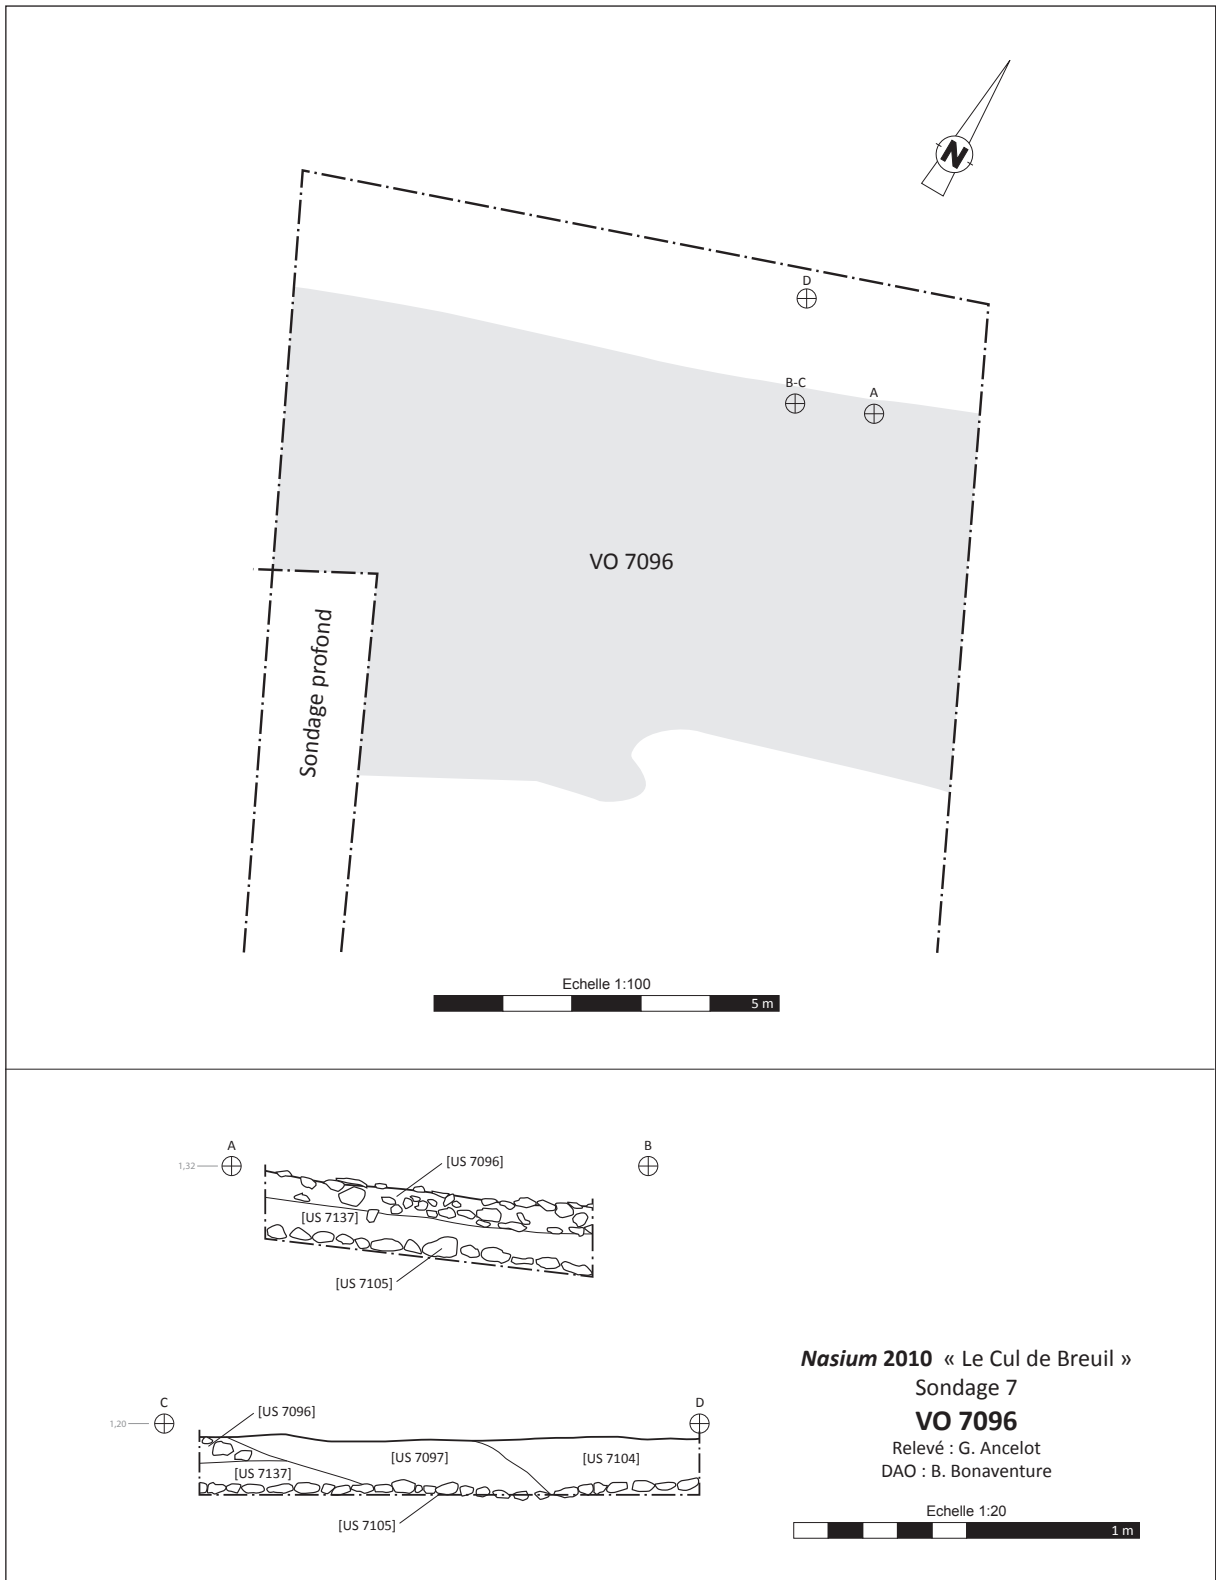 N
D
B-C
A
VO 7096
Sondage profond
Echelle 1:100
5 m
A
B
1,32
[US 7096]
[US 7137]
[US 7105]
C
D
1,20
[US 7096]
[US 7097]
[US 7104]
[US 7137]
[US 7105]
Nasium 2010 « Le Cul de Breuil »
Sondage 7
VO 7096
Relevé : G. Ancelot
DAO : B. Bonaventure
Echelle 1:20
1 m